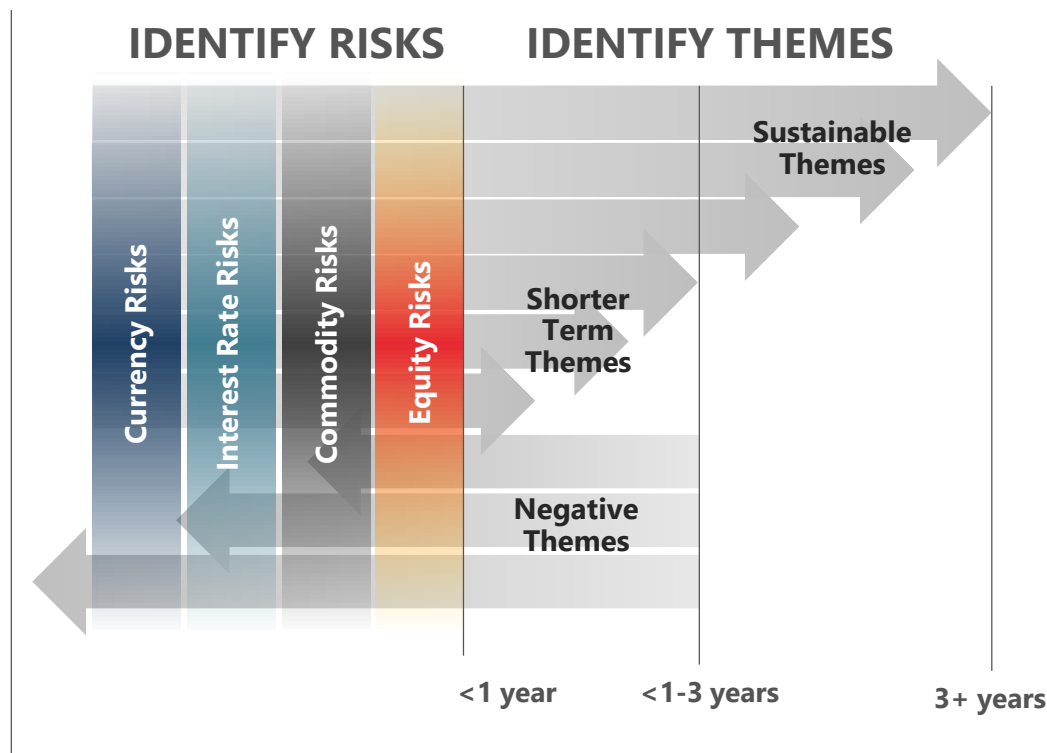 IDENTIFY RISKS
IDENTIFY THEMES
Currency Risks
Interest Rate Risks
Commodity Risks
Equity Risks
Sustainable
Themes
Shorter
Term
Themes
Negative
Themes
<1 year
<1-3 years
3+ years